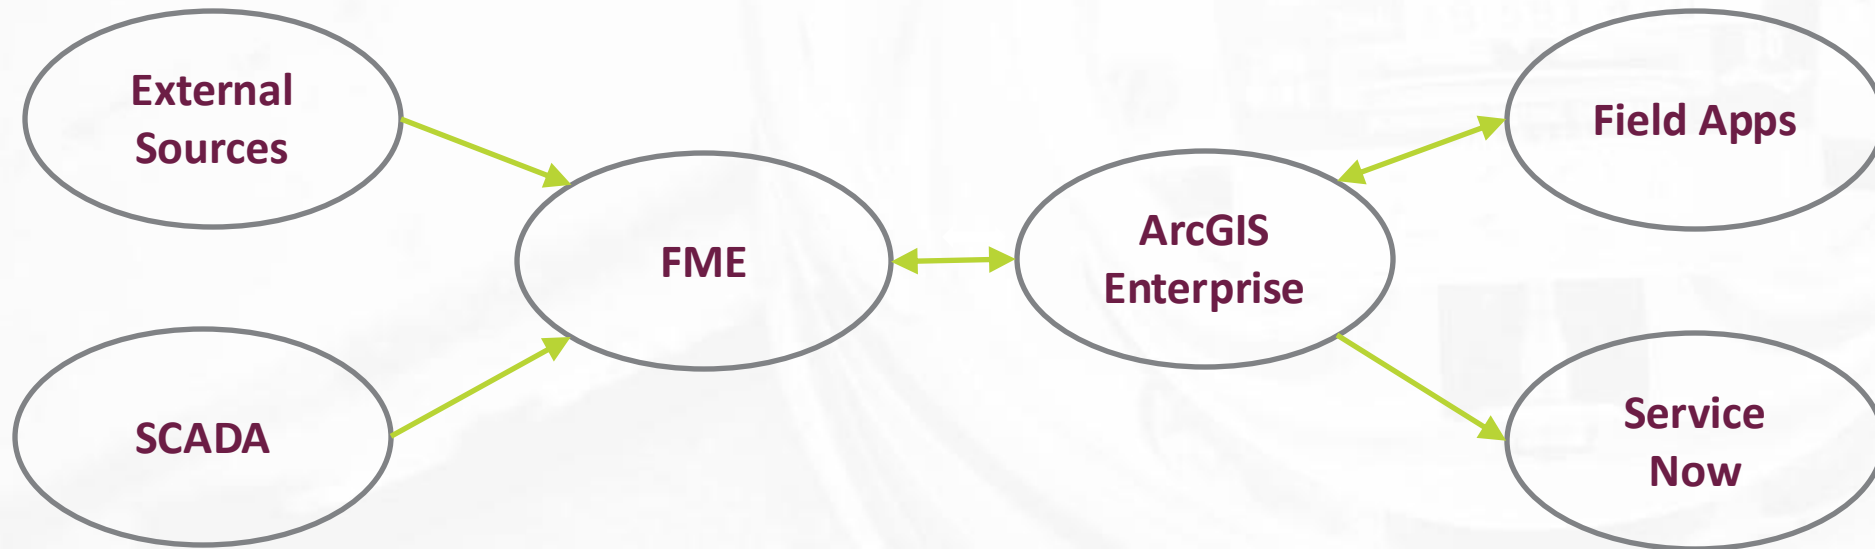 External
Sources
SCADA
FME
ArcGIS
Enterprise
Field Apps
Service
Now